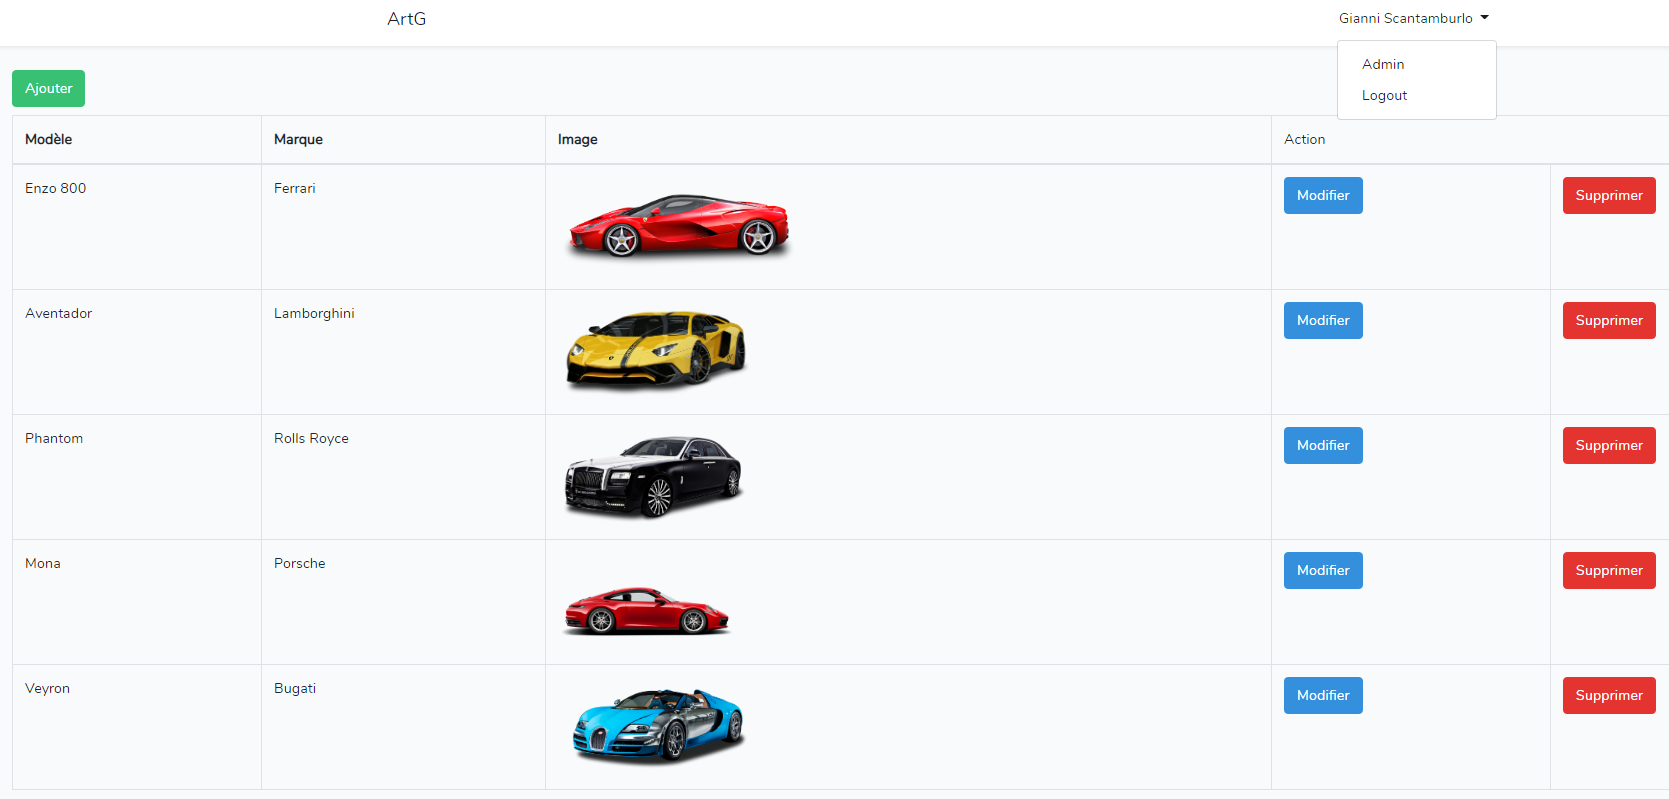 ArtG Gianni Scantamburlo
Admin
Logout
Ajouter
Modèle Marque Image Action
Enzo 800 Ferrari Modifier Supprimer
Aventador Lamborghini Modifier Supprimer
Phantom Rolls Royce Modifier Supprimer
Mona Porsche Modifier Supprimer
Veyron Bugati Modifier Supprimer